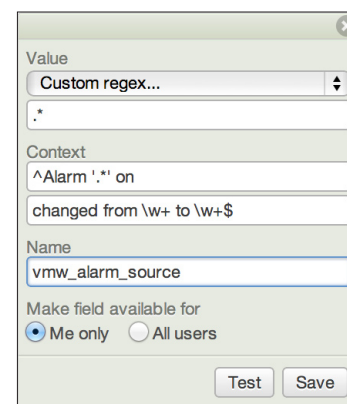 Value
Custom regex...
.*
Context
^Alarm '.*' on
changed from \w+ to \w+$
Name
vmw_alarm_source
Make field available for
Me only All users
Test Save